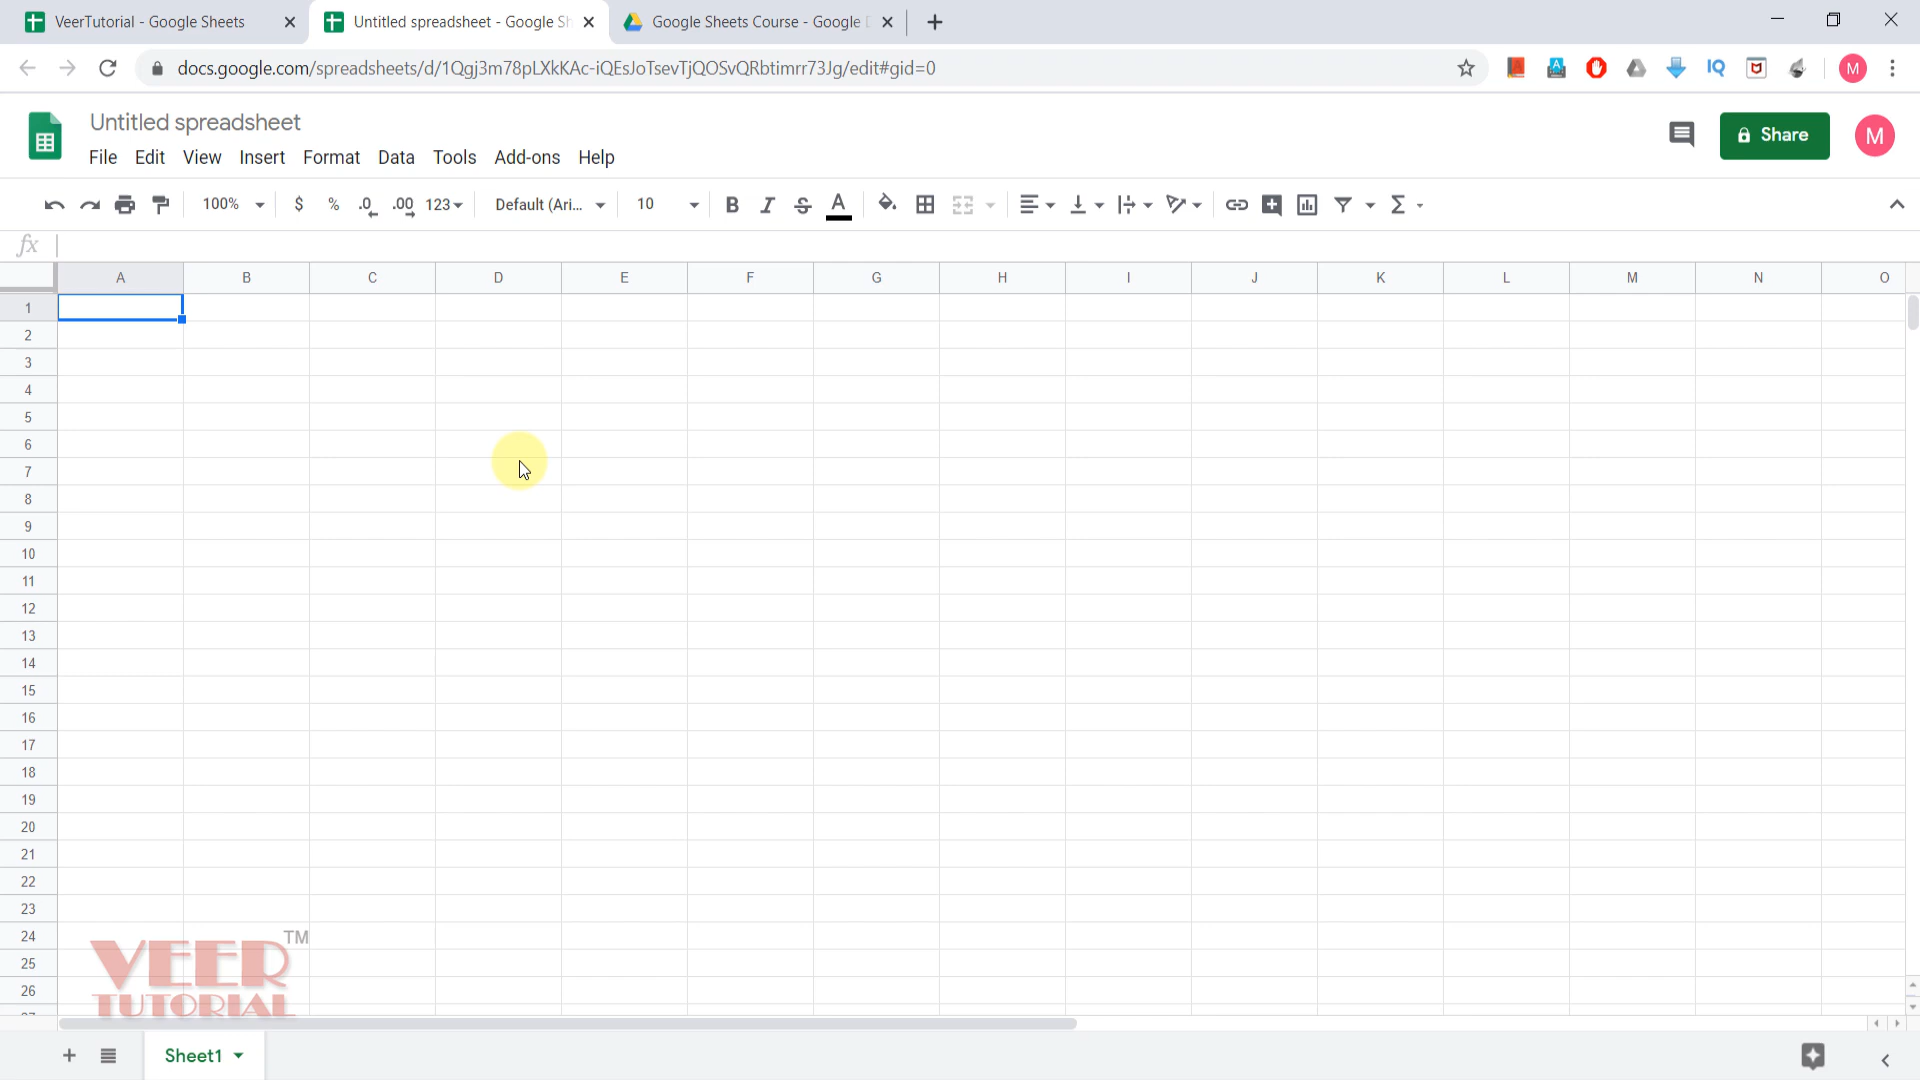 VeerTutorial - Google Sheets
Untitled spreadsheet - Google Sh
Google Sheets Course - Google D
docs.google.com/spreadsheets/d/1Qgj3m78pLXkKAc-iQEsJoTsevTjQOSvQRbtimrr73Jg/edit#gid=0
IQ
M
Untitled spreadsheet
File Edit View Insert Format Data Tools Add-ons Help
Share
M
100% $ % .0 .00 123 Default (Ari... 10 B I S A Σ
fx
A B C D E F G H I J K L M N O
1
2
3
4
5
6
7
8
9
10
11
12
13
14
15
16
17
18
19
20
21
22
23
24
25
26
27
VEER TM
TUTORIAL
Sheet1